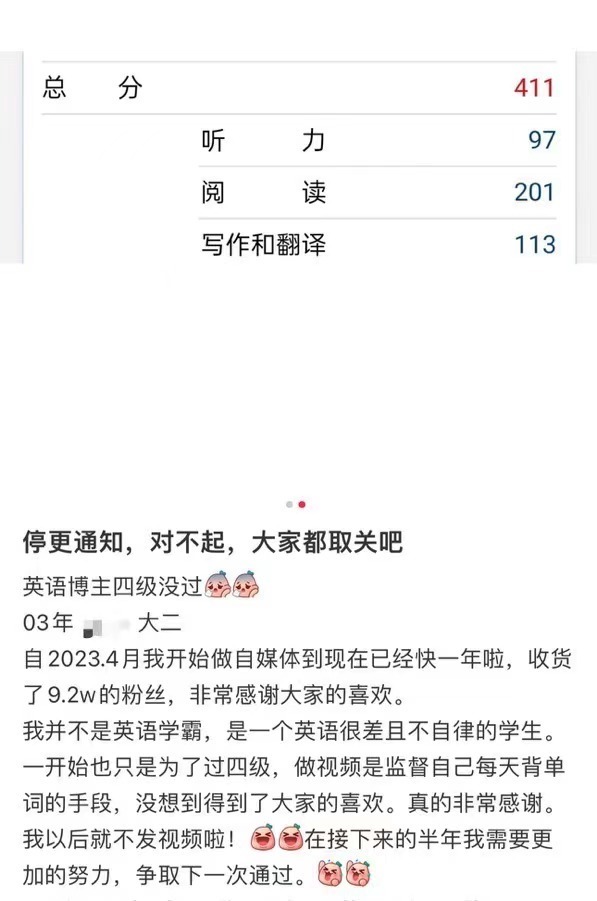 总 分 411
听 力 97
阅 读 201
写作和翻译 113
停更通知，对不起，大家都取关吧
英语博主四级没过
03年 大二
自2023.4月我开始做自媒体到现在已经快一年啦，收货
了9.2w的粉丝，非常感谢大家的喜欢。
我并不是英语学霸，是一个英语很差且不自律的学生。
一开始也只是为了过四级，做视频是监督自己每天背单
词的手段，没想到得到了大家的喜欢。真的非常感谢。
我以后就不发视频啦！在接下来的半年我需要更
加的努力，争取下一次通过。